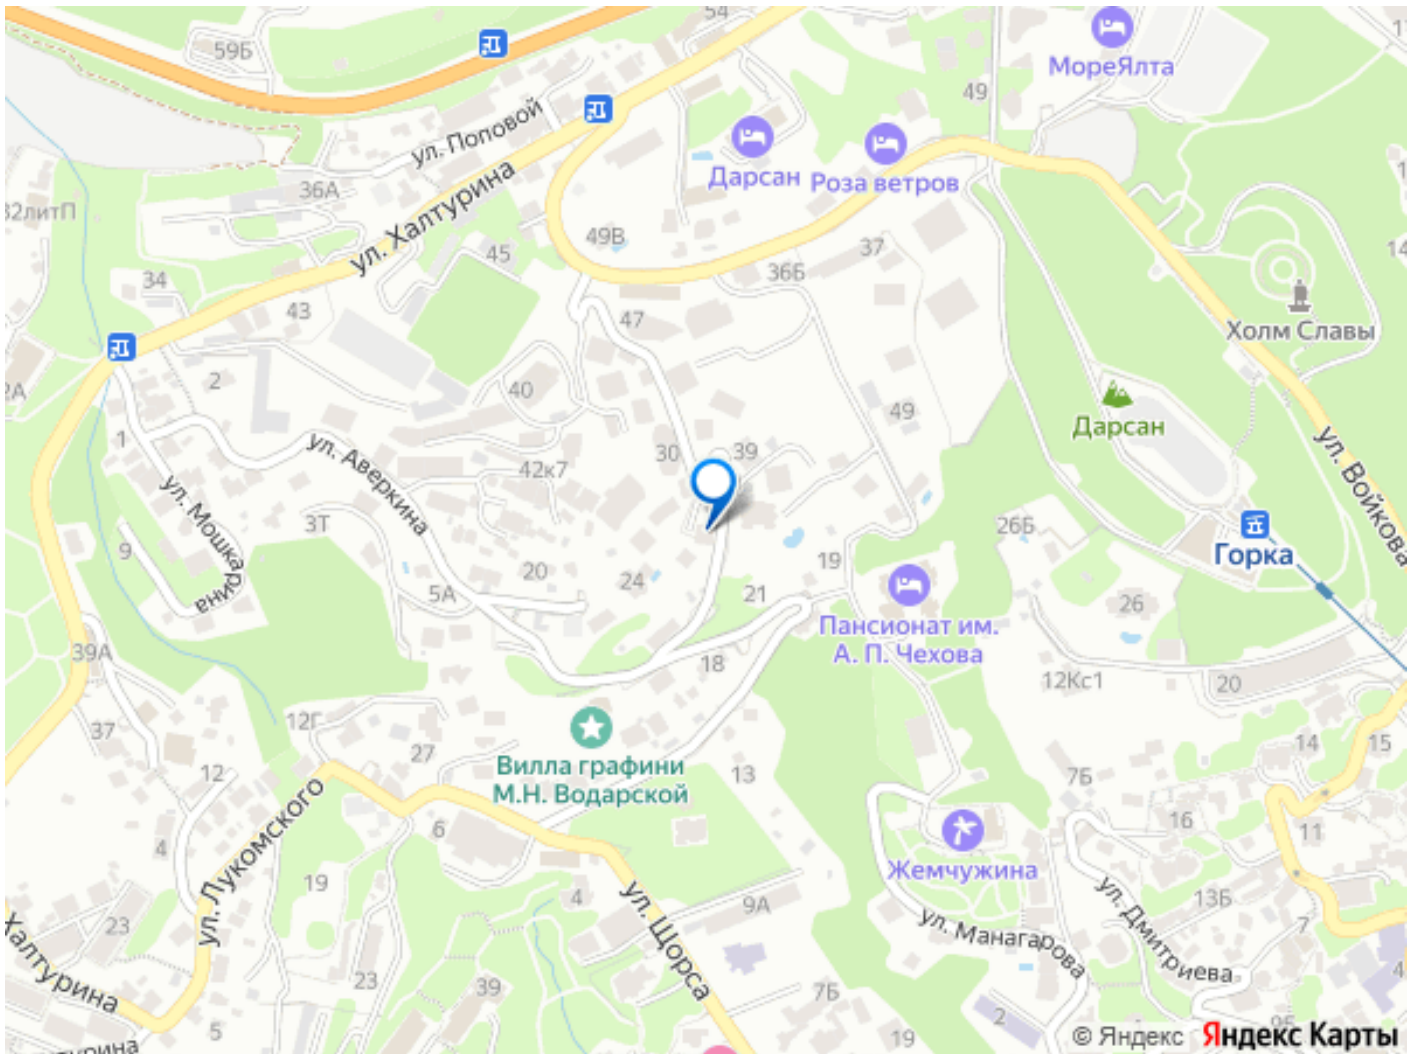 54
59Б
МореЯлта
49
ул. Поповой
Дарсан
Роза ветров
36А
32литП
ул. Халтурина
49В
45
37
36Б
34
43
47
Холм Славы
2
2А
40
49
Дарсан
ул. Войкова
1
ул. Аверкина
30
39
42к7
ул. Мошкарина
3Т
9
26Б
Горка
20
24
19
5А
21
26
Пансионат им.
А. П. Чехова
39А
18
12Кс1
20
12Г
37
27
14
15
Вилла графини
М.Н. Водарской
12
13
7Б
ул. Лукомского
6
16
11
4
Жемчужина
19
4
ул. Щорса
9А
ул. Дмитриева
13Б
7
23
ул. Манагарова
Халтурина
23
39
7Б
4
5
2
19
9Б
© Яндекс
Яндекс Карты